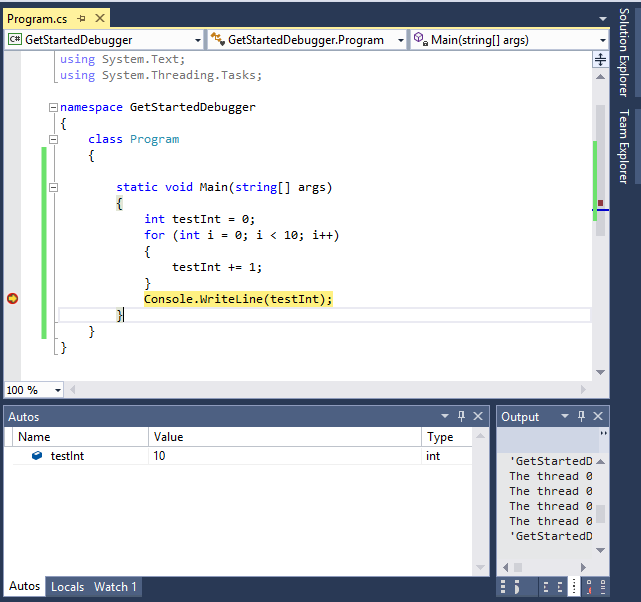 Program.cs
Solution Explorer
Team Explorer
C# GetStartedDebugger
GetStartedDebugger.Program
Main(string[] args)
using System.Text;
using System.Threading.Tasks;
namespace GetStartedDebugger
{
class Program
{
static void Main(string[] args)
{
int testInt = 0;
for (int i = 0; i < 10; i++)
{
testInt += 1;
}
Console.WriteLine(testInt);
}
}
}
100 %
Autos
Name Value Type
testInt 10 int
Autos Locals Watch 1
Output
'GetStartedD
The thread 0
The thread 0
The thread 0
The thread 0
'GetStartedD